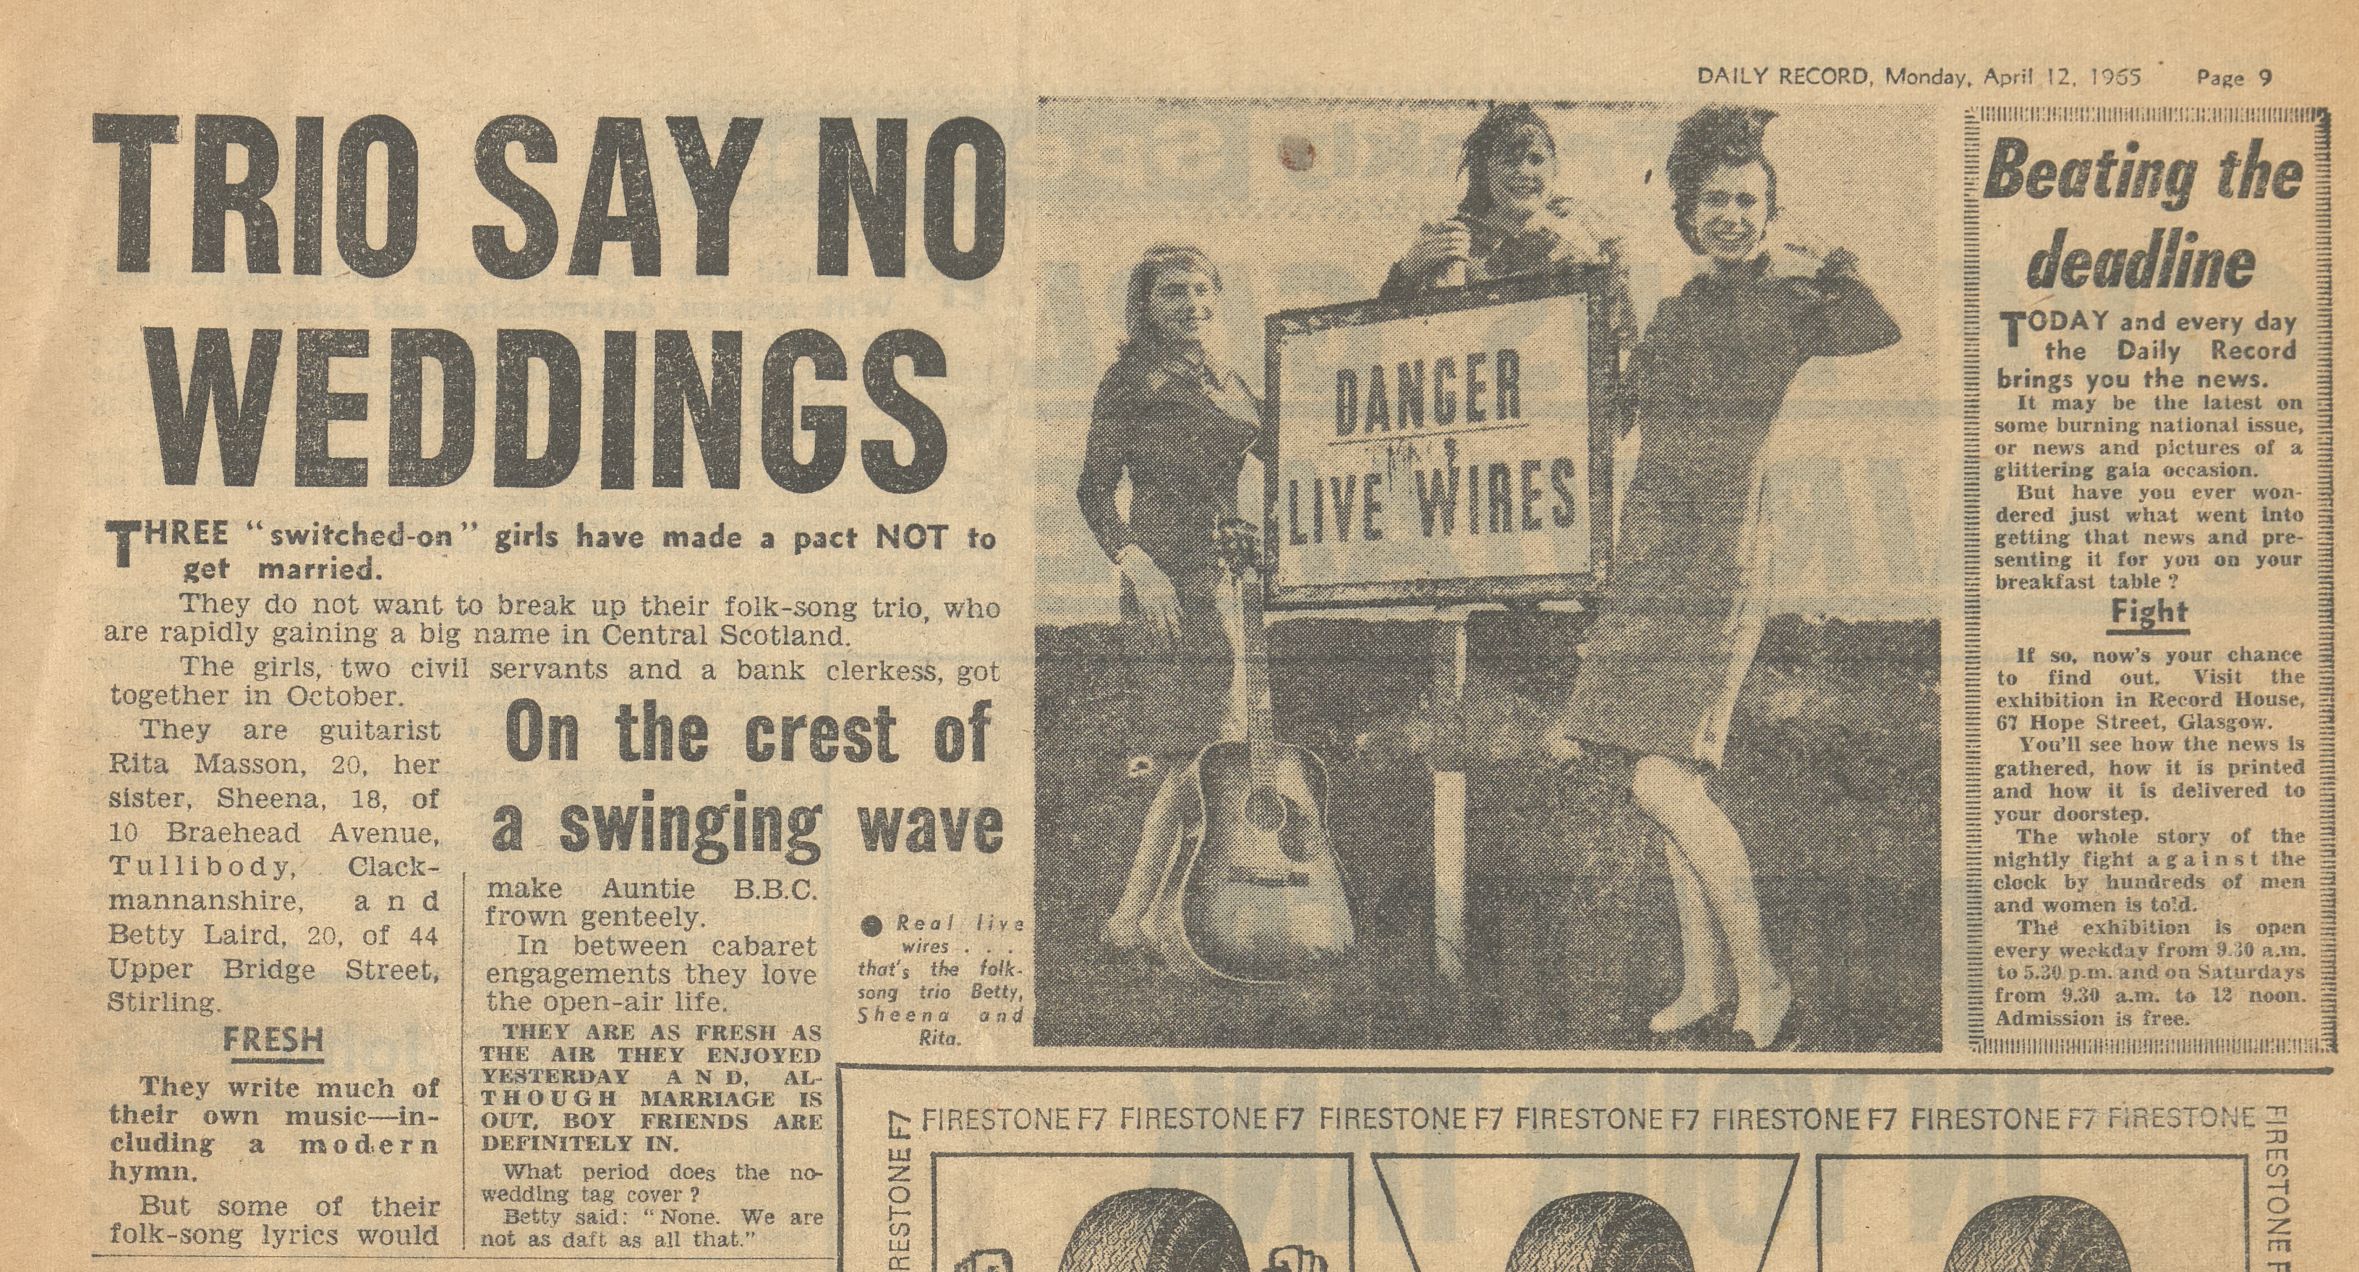 DAILY RECORD, Monday, April 12, 1965 Page 9
TRIO SAY NO
WEDDINGS
THREE "switched-on" girls have made a pact NOT to
get married.
They do not want to break up their folk-song trio, who
are rapidly gaining a big name in Central Scotland.
The girls, two civil servants and a bank clerkess, got
together in October.
They are guitarist
Rita Masson, 20, her
sister, Sheena, 18, of
10 Braehead Avenue,
Tullibody, Clack-
mannanshire, and
Betty Laird, 20, of 44
Upper Bridge Street,
Stirling.
FRESH
They write much of
their own music—in-
cluding a modern
hymn.
But some of their
folk-song lyrics would
On the crest of
a swinging wave
make Auntie B.B.C.
frown genteely.
In between cabaret
engagements they love
the open-air life.
THEY ARE AS FRESH AS
THE AIR THEY ENJOYED
YESTERDAY AND, AL-
THOUGH MARRIAGE IS
OUT, BOY FRIENDS ARE
DEFINITELY IN.
What period does the no-
wedding tag cover?
Betty said: "None. We are
not as daft as all that."
● Real live
wires . . .
that's the folk-
song trio Betty,
Sheena and
Rita.
DANGER
LIVE WIRES
Beating the
deadline
TODAY and every day
the Daily Record
brings you the news.
It may be the latest on
some burning national issue,
or news and pictures of a
glittering gala occasion.
But have you ever won-
dered just what went into
getting that news and pre-
senting it for you on your
breakfast table?
Fight
If so, now's your chance
to find out. Visit the
exhibition in Record House,
67 Hope Street, Glasgow.
You'll see how the news is
gathered, how it is printed
and how it is delivered to
your doorstep.
The whole story of the
nightly fight against the
clock by hundreds of men
and women is told.
The exhibition is open
every weekday from 9.30 a.m.
to 5.30 p.m. and on Saturdays
from 9.30 a.m. to 12 noon.
Admission is free.
FIRESTONE F7 FIRESTONE F7 FIRESTONE F7 FIRESTONE F7 FIRESTONE F7 FIRESTONE F7 FIRESTONE
RESTONE F7
FIRESTONE F